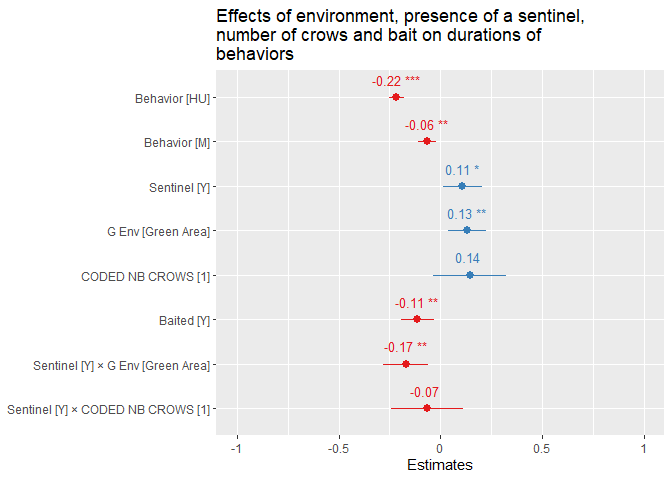 Effects of environment, presence of a sentinel,
number of crows and bait on durations of
behaviors
Behavior [HU]
-0.22 ***
Behavior [M]
-0.06 **
Sentinel [Y]
0.11 *
G Env [Green Area]
0.13 **
CODED NB CROWS [1]
0.14
Baited [Y]
-0.11 **
Sentinel [Y] × G Env [Green Area]
-0.17 **
Sentinel [Y] × CODED NB CROWS [1]
-0.07
-1 -0.5 0 0.5 1
Estimates